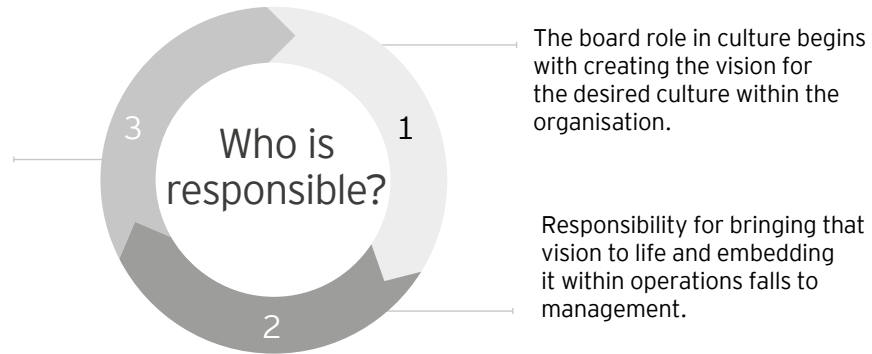 The board role in culture begins
with creating the vision for
the desired culture within the
organisation.
3
Who is
responsible?
1
Responsibility for bringing that
vision to life and embedding
it within operations falls to
management.
2